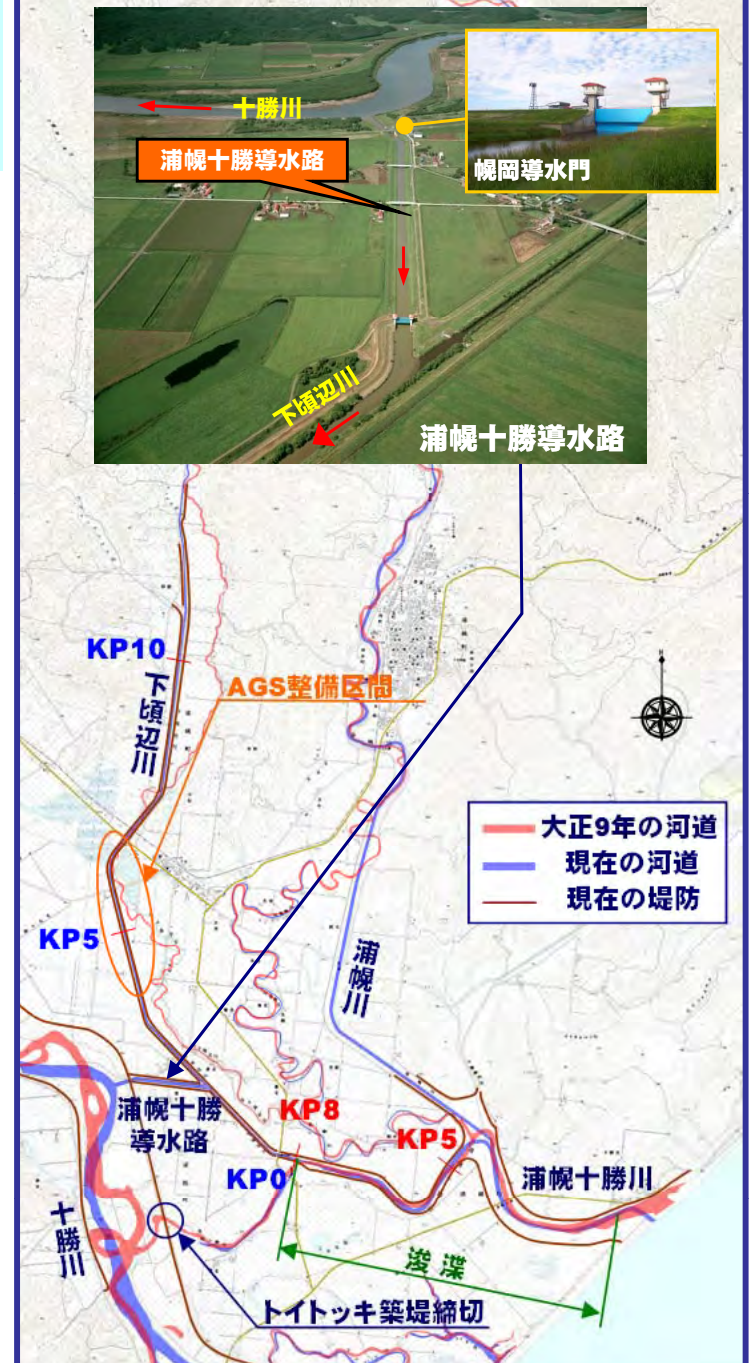 十勝川
浦幌十勝導水路
幌岡導水門
下頃辺川
浦幌十勝導水路
KP10
下頃辺川
AGS整備区間
大正9年の河道
現在の河道
現在の堤防
KP5
浦幌川
浦幌十勝
導水路
KP8
KP5
KP0
浦幌十勝川
十勝川
浚渫
トイトッキ築堤締切